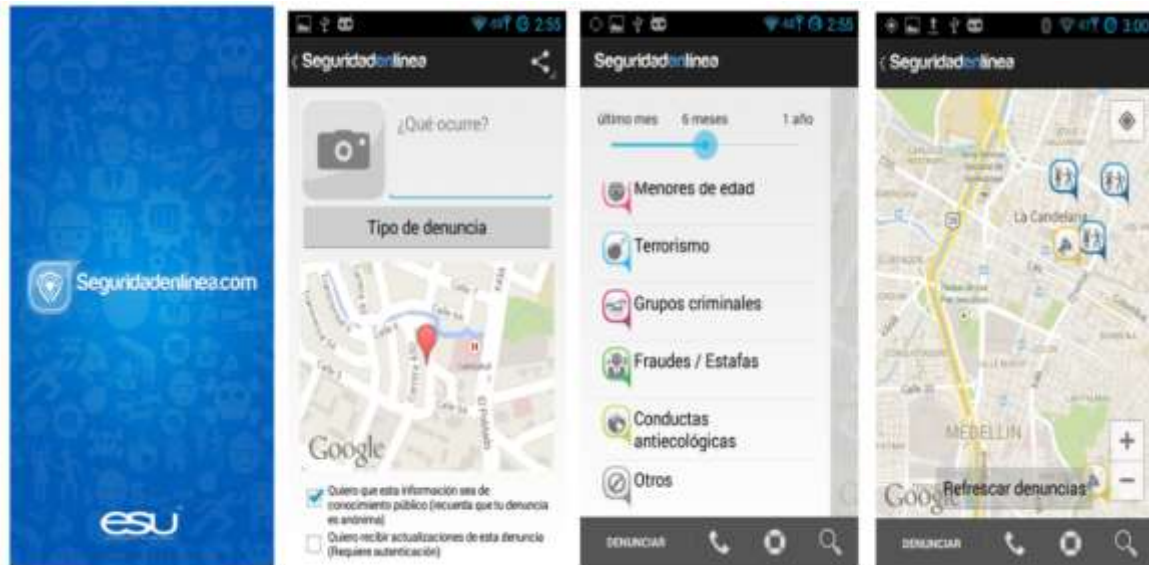 Seguridadenlinea.com
esu
2:55
Seguridadenlinea
¿Qué ocurre?
Tipo de denuncia
Calle
Google
Quiero que esta información sea de
conocimiento público (recuerda que tu denuncia
es anónima)
Quiero recibir actualizaciones de esta denuncia
(Requiere autenticación)
2:55
Seguridadenlinea
último mes 6 meses 1 año
Menores de edad
Terrorismo
Grupos criminales
Fraudes / Estafas
Conductas
antiecológicas
Otros
DENUNCIAR
3:00
Seguridadenlinea
La Candelaria
MEDELLIN
Google
Refrescar denuncias
DENUNCIAR